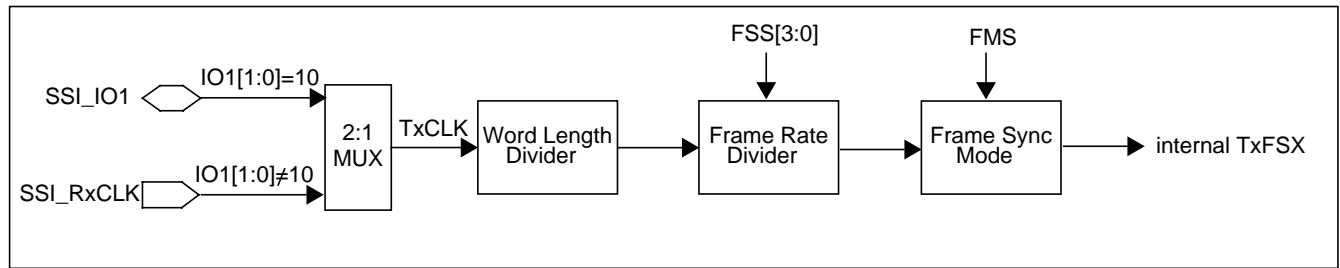 FSS[3:0]
FMS
IO1[1:0]=10
SSI_IO1
2:1
MUX
TxCLK
Word Length
Divider
Frame Rate
Divider
Frame Sync
Mode
internal TxFSX
IO1[1:0]≠10
SSI_RxCLK